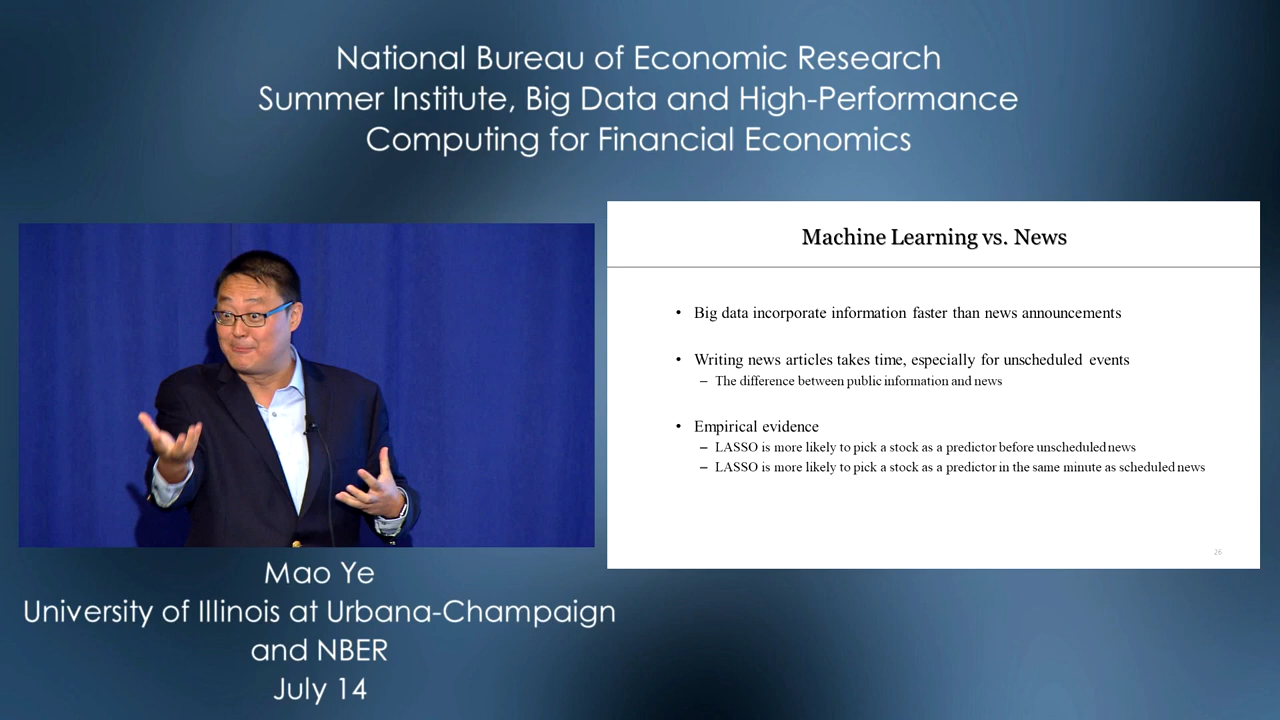 National Bureau of Economic Research
Summer Institute, Big Data and High-Performance
Computing for Financial Economics
Machine Learning vs. News
• Big data incorporate information faster than news announcements
• Writing news articles takes time, especially for unscheduled events
– The difference between public information and news
• Empirical evidence
– LASSO is more likely to pick a stock as a predictor before unscheduled news
– LASSO is more likely to pick a stock as a predictor in the same minute as scheduled news
26
Mao Ye
University of Illinois at Urbana-Champaign
and NBER
July 14